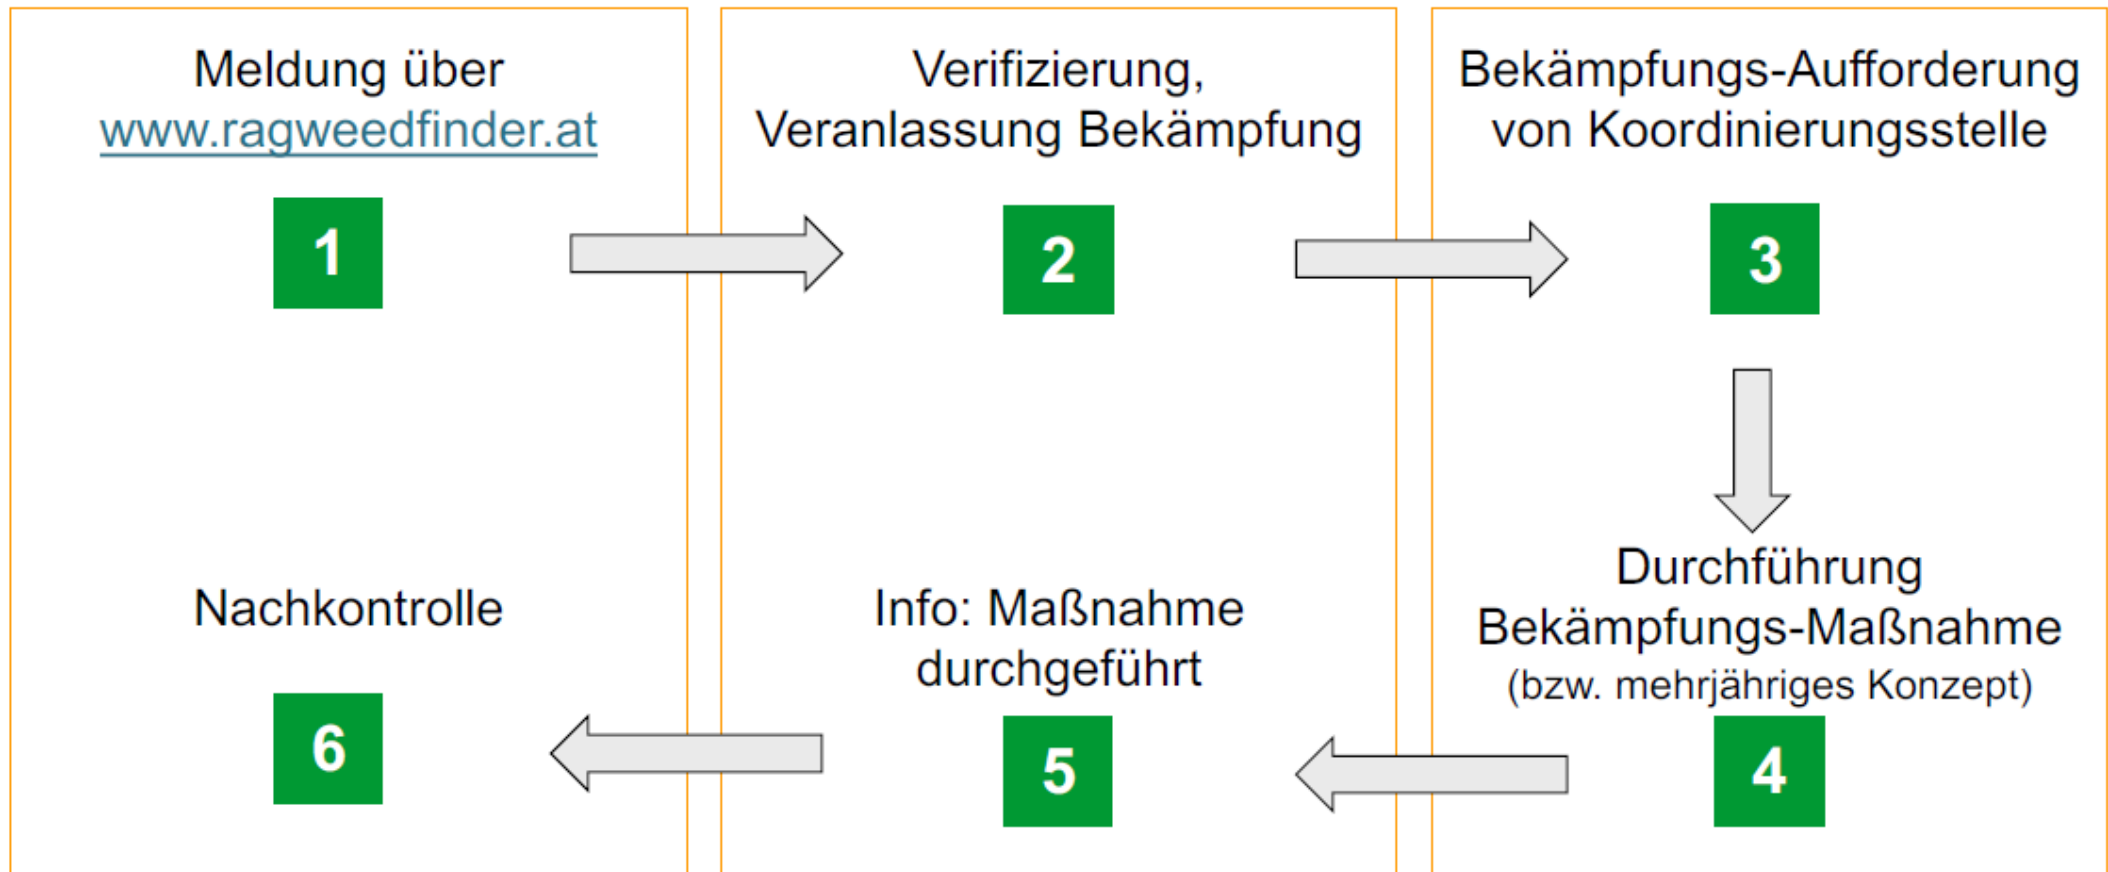 Meldung über
www.ragweedfinder.at
1
Verifizierung,
Veranlassung Bekämpfung
2
Bekämpfungs-Aufforderung
von Koordinierungsstelle
3
Durchführung
Bekämpfungs-Maßnahme
(bzw. mehrjähriges Konzept)
4
Info: Maßnahme
durchgeführt
5
Nachkontrolle
6